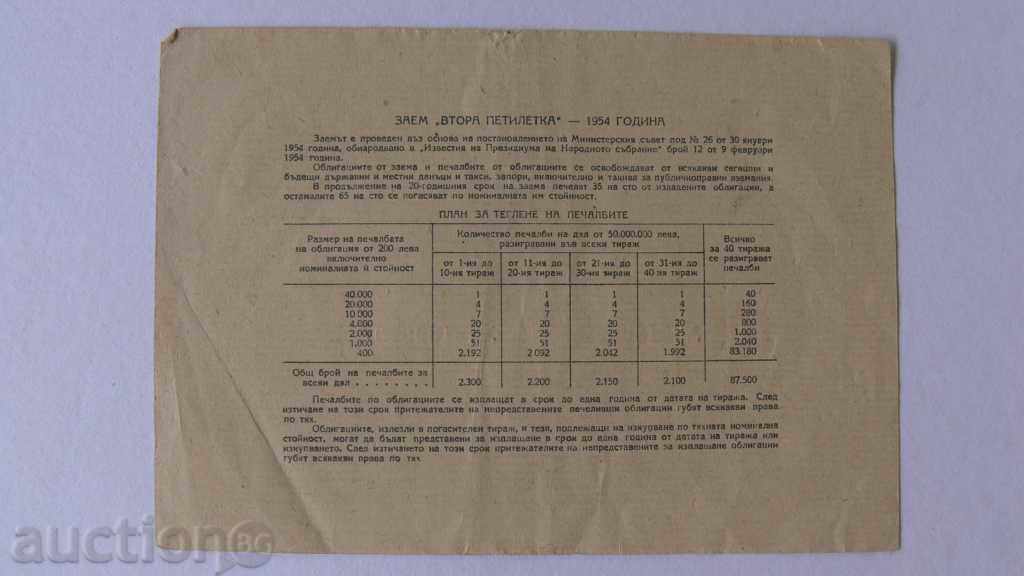 ЗАЕМ „ВТОРА ПЕТИЛЕТКА“ — 1954 ГОДИНА
Заемът е проведен въз основа на постановлението на Министерския съвет под № 26 от 30 януари
1954 година, обнародвано в „Известия на Президиума на Народното събрание“ брой 12 от 9 февруари
1954 година.
Облигациите от заема и печалбите от облигациите се освобождават от всякакви сегашни и
бъдещи държавни и местни данъци и такси, запори, включително и такива за публичноправни вземания.
В продължение на 20-годишния срок на заема печелят 35 на сто от издадените облигации, а
останалите 65 на сто се погасяват по номиналната им стойност.
ПЛАН ЗА ТЕГЛЕНЕ НА ПЕЧАЛБИТЕ
Размер на печалбата
на облигация от 200 лева
включително
номиналната ѝ стойност
Количество печалби на дял от 50.000.000 лева,
разигравани във всеки тираж
Всичко
за 40 тиража
се разиграват
печалби
от 1-ия до
10-ия тираж
от 11-ия до
20-ия тираж
от 21-ия до
30-ия тираж
от 31-ия до
40 ия тираж
40.000 1 1 1 1 40
20.000 4 4 4 4 160
10 000 7 7 7 7 280
4.000 20 20 20 20 800
2.000 25 25 25 25 1,000
1,000 51 51 51 51 2.040
400 2.192 2 092 2.042 1.992 83.180
Общ брой на печалбите за
всеки дял . . . . . . . . 2.300 2.200 2.150 2.100 87.500
Печалбите по облигациите се изплащат в срок до една година от датата на тиража. След
изтичане на този срок притежателите на непредставените печеливши облигации губят всякакви права
по тях.
Облигациите, излезли в погасителен тираж, и тези, подлежащи на изкупване по тяхната номинална
стойност, могат да бъдат представени за изплащане в срок до една година от датата на тиража или
изкупването. След изтичането на този срок притежателите на непредставените за изплащане облигации
губят всякакви права по тях
auction BG